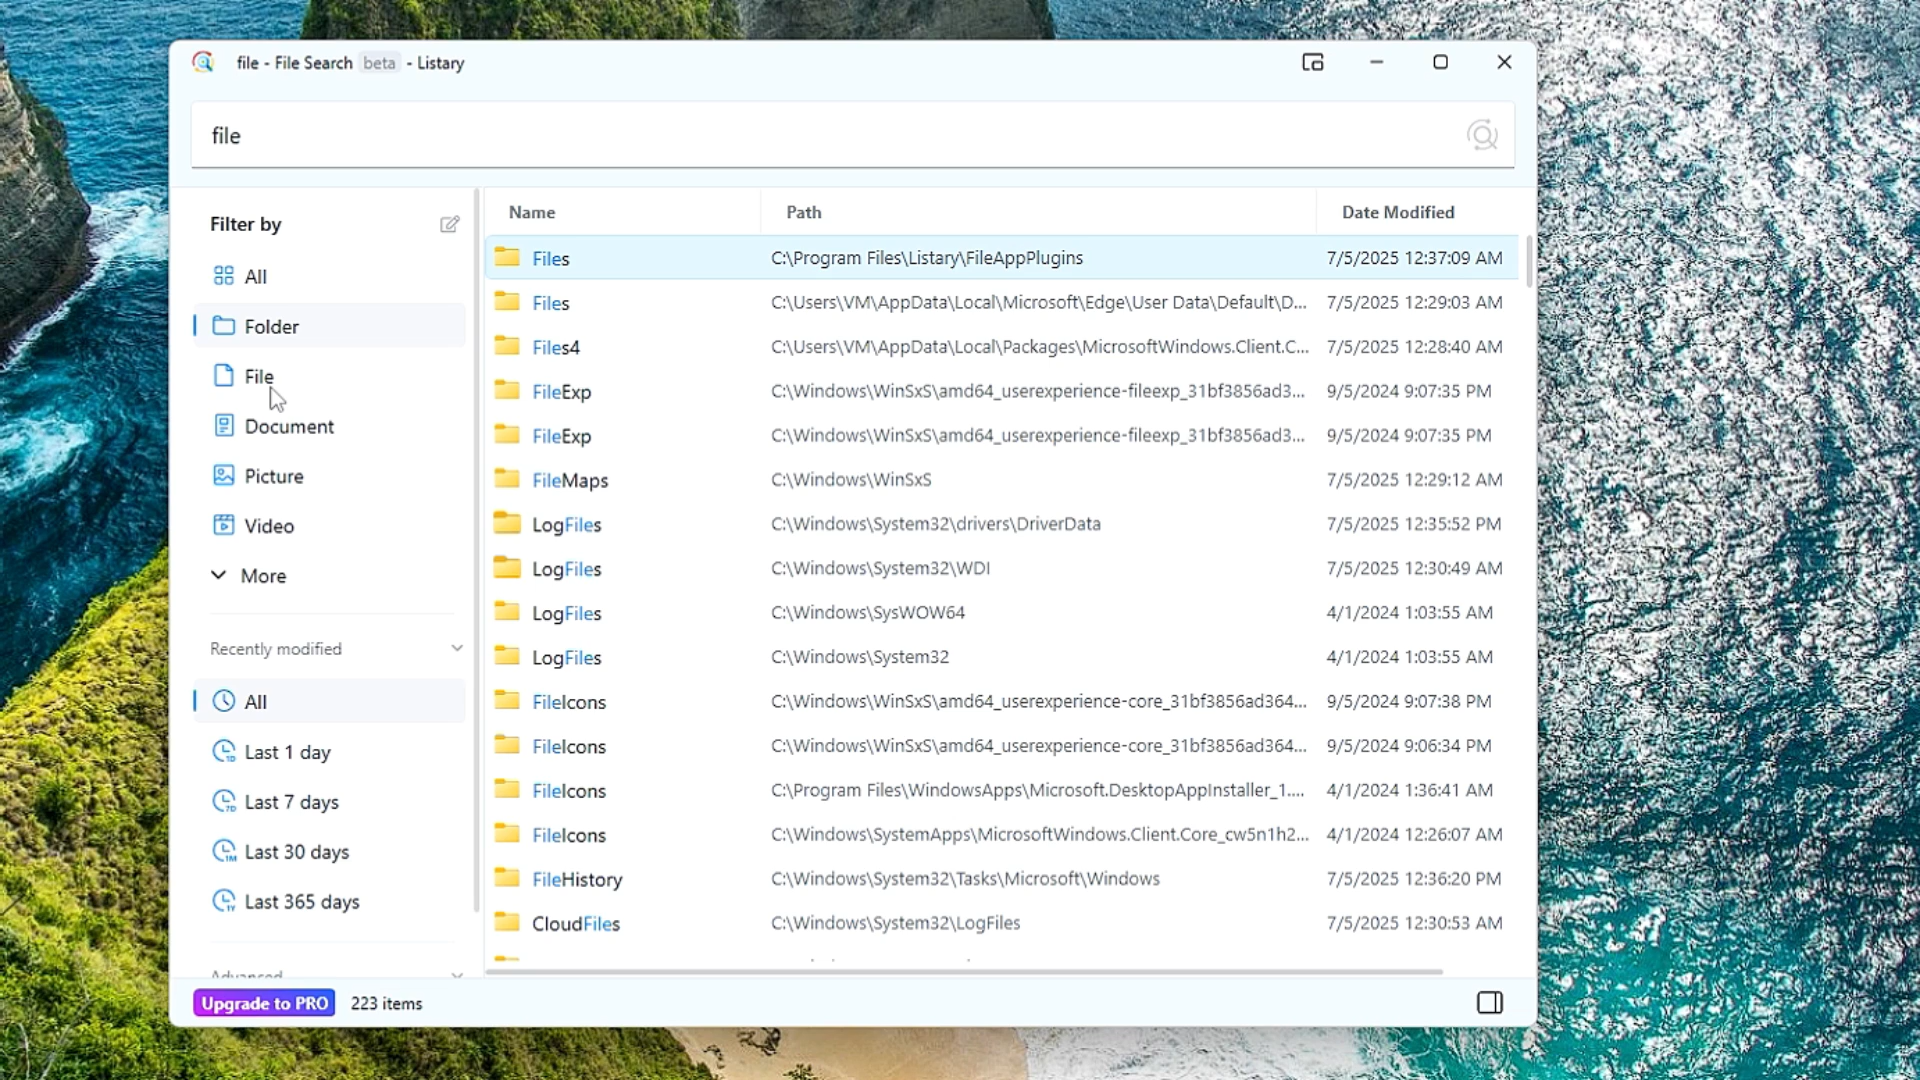 file - File Search beta - Listary
file
Filter by
All
Folder
File
Document
Picture
Video
More
Recently modified
All
Last 1 day
Last 7 days
Last 30 days
Last 365 days
Advanced
Name Path Date Modified
Files C:\Program Files\Listary\FileAppPlugins 7/5/2025 12:37:09 AM
Files C:\Users\VM\AppData\Local\Microsoft\Edge\User Data\Default\D... 7/5/2025 12:29:03 AM
Files4 C:\Users\VM\AppData\Local\Packages\MicrosoftWindows.Client.C... 7/5/2025 12:28:40 AM
FileExp C:\Windows\WinSxS\amd64_userexperience-fileexp_31bf3856ad3... 9/5/2024 9:07:35 PM
FileExp C:\Windows\WinSxS\amd64_userexperience-fileexp_31bf3856ad3... 9/5/2024 9:07:35 PM
FileMaps C:\Windows\WinSxS 7/5/2025 12:29:12 AM
LogFiles C:\Windows\System32\drivers\DriverData 7/5/2025 12:35:52 PM
LogFiles C:\Windows\System32\WDI 7/5/2025 12:30:49 AM
LogFiles C:\Windows\SysWOW64 4/1/2024 1:03:55 AM
LogFiles C:\Windows\System32 4/1/2024 1:03:55 AM
FileIcons C:\Windows\WinSxS\amd64_userexperience-core_31bf3856ad364... 9/5/2024 9:07:38 PM
FileIcons C:\Windows\WinSxS\amd64_userexperience-core_31bf3856ad364... 9/5/2024 9:06:34 PM
FileIcons C:\Program Files\WindowsApps\Microsoft.DesktopAppInstaller_1.... 4/1/2024 1:36:41 AM
FileIcons C:\Windows\SystemApps\MicrosoftWindows.Client.Core_cw5n1h2... 4/1/2024 12:26:07 AM
FileHistory C:\Windows\System32\Tasks\Microsoft\Windows 7/5/2025 12:36:20 PM
CloudFiles C:\Windows\System32\LogFiles 7/5/2025 12:30:53 AM
Upgrade to PRO 223 items